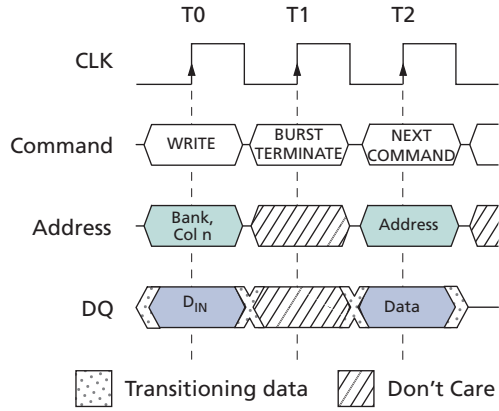 T0 T1 T2
CLK
Command WRITE BURST TERMINATE NEXT COMMAND
Address Bank, Col n Address
DQ DIN Data
Transitioning data Don't Care